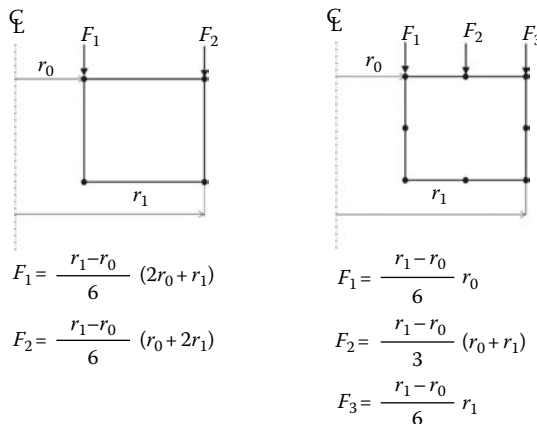 ℄ ℄
F₁ F₂ F₁ F₂ F₃
r₀ r₀
r₁ r₁
F₁ = (r₁−r₀)/6 (2r₀+r₁)
F₂ = (r₁−r₀)/6 (r₀+2r₁)
F₁ = (r₁−r₀)/6 r₀
F₂ = (r₁−r₀)/3 (r₀+r₁)
F₃ = (r₁−r₀)/6 r₁